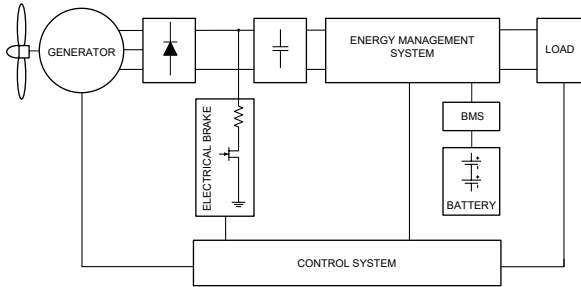 GENERATOR
ENERGY MANAGEMENT
SYSTEM
LOAD
BMS
ELECTRICAL BRAKE
BATTERY
CONTROL SYSTEM